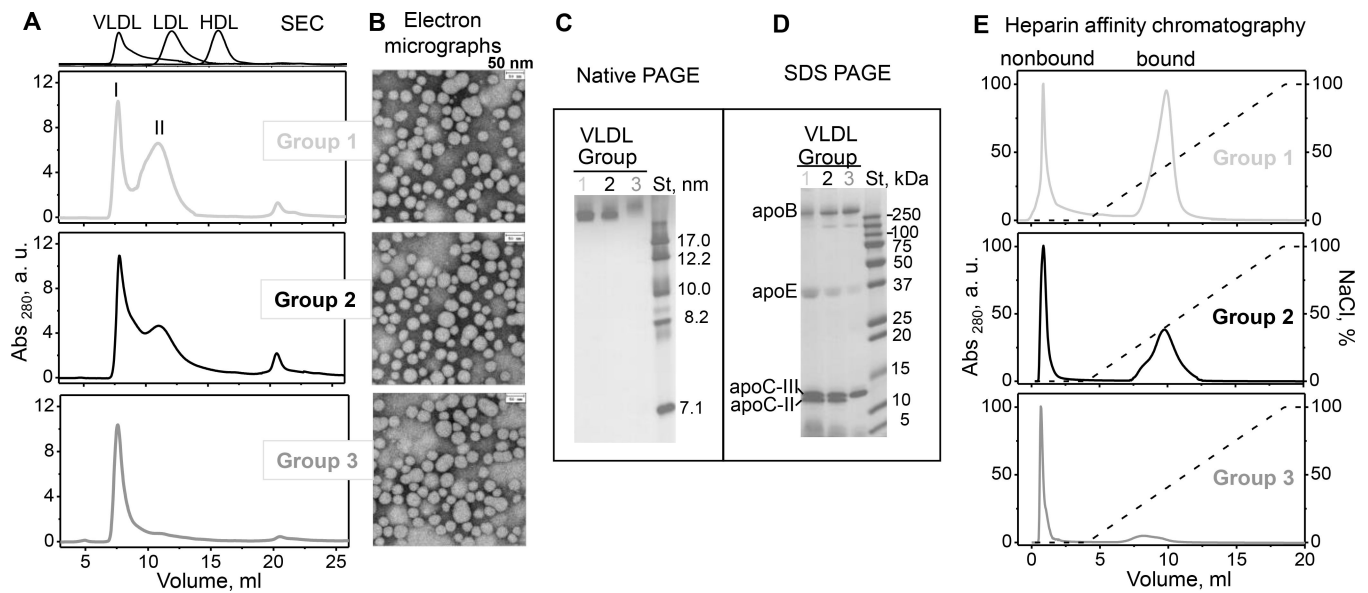 A
VLDL LDL HDL SEC
12
8
4
0
I
II
Group 1
12
8
4
0
Group 2
12
8
4
0
Group 3
Abs 280, a. u.
5 10 15 20 25
Volume, ml
B
Electron
micrographs
50 nm
C
Native PAGE
VLDL
Group
1 2 3 St, nm
17.0
12.2
10.0
8.2
7.1
D
SDS PAGE
VLDL
Group
1 2 3 St, kDa
apoB
apoE
apoC-III
apoC-II
250
100
75
50
37
25
20
15
10
5
E
Heparin affinity chromatography
nonbound bound
100 100
50 50
0 0
Group 1
100 100
50 50
0 0
Group 2
100 100
50 50
0 0
Group 3
Abs 280, a. u.
NaCl, %
0 5 10 15 20
Volume, ml